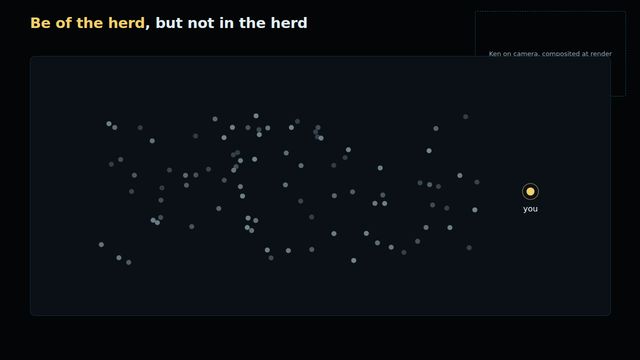 Be of the herd, but not in the herd
Ken on camera, composited at render
you